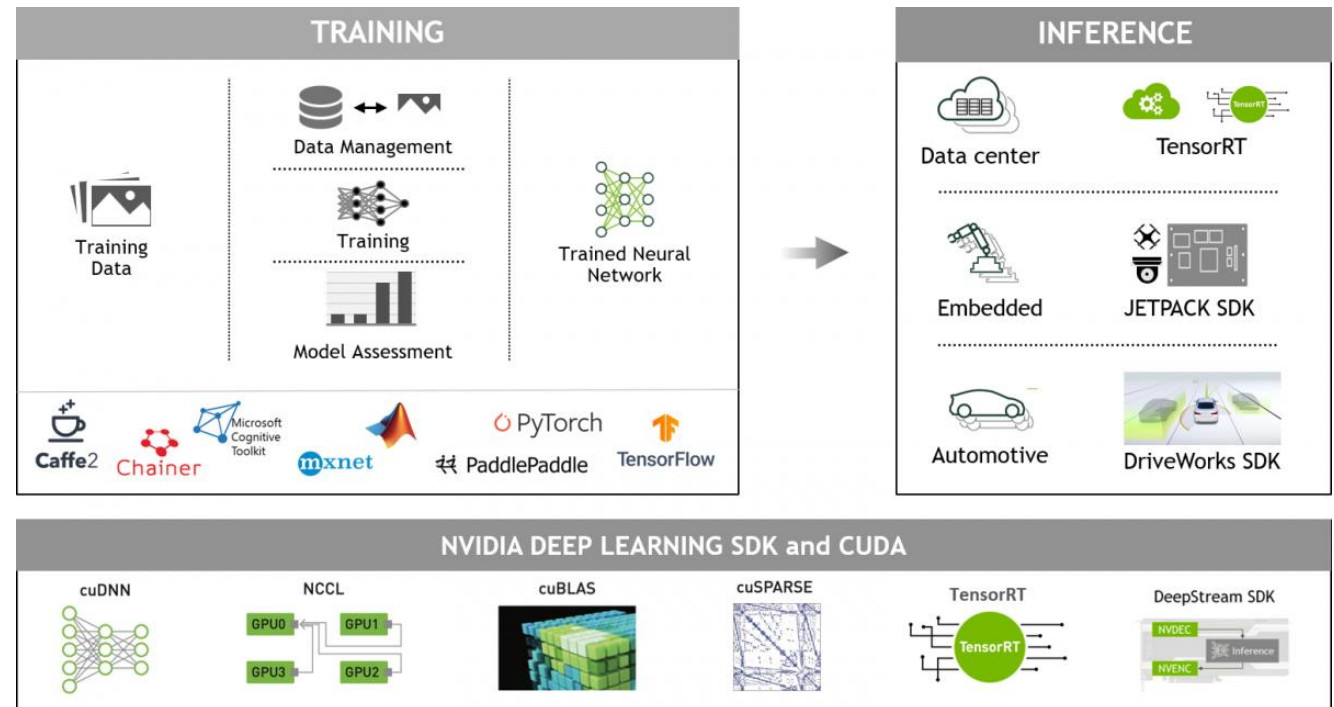 TRAINING
Data Management
Training
Data
Training
Model Assessment
Trained Neural
Network
Caffe2
Chainer
Microsoft
Cognitive
Toolkit
mxnet
PyTorch
PaddlePaddle
TensorFlow
INFERENCE
Data center
TensorRT
TensorRT
Embedded
JETPACK SDK
Automotive
DriveWorks SDK
NVIDIA DEEP LEARNING SDK and CUDA
cuDNN
NCCL
GPU0
GPU1
GPU3
GPU2
cuBLAS
cuSPARSE
TensorRT
TensorRT
DeepStream SDK
NVDEC
Inference
NVENC